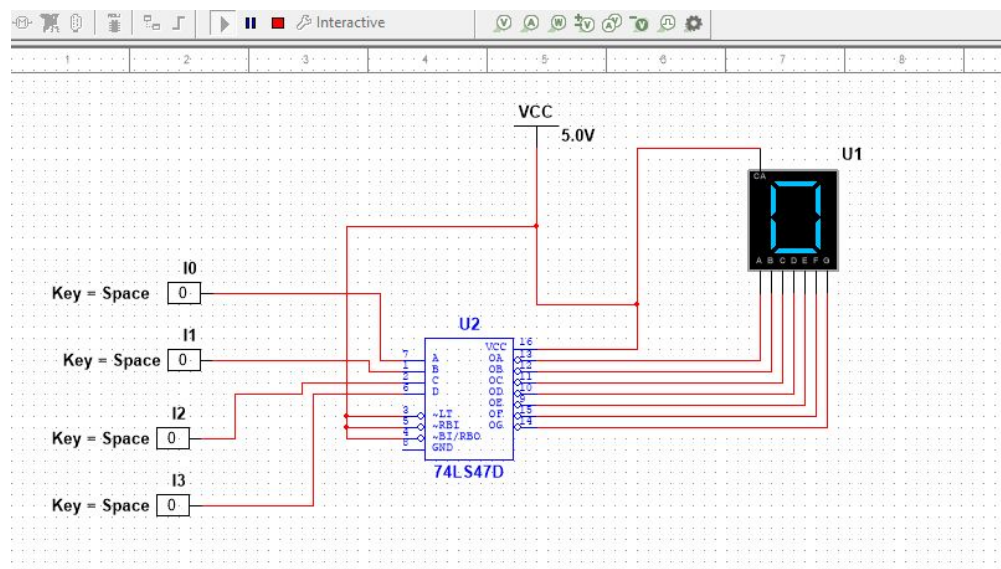 Interactive
V A W V A V
1 2 3 4 5 6 7 8
VCC
5.0V
U1
CA
A B C D E F G
I0
Key = Space 0
I1
Key = Space 0
I2
Key = Space 0
I3
Key = Space 0
U2
VCC 16
7 A OA 13
1 B OB 12
2 C OC 11
6 D OD 10
OE 9
3 ~LT OF 15
5 ~RBI OG 14
4 ~BI/RBO
8 GND
74LS47D